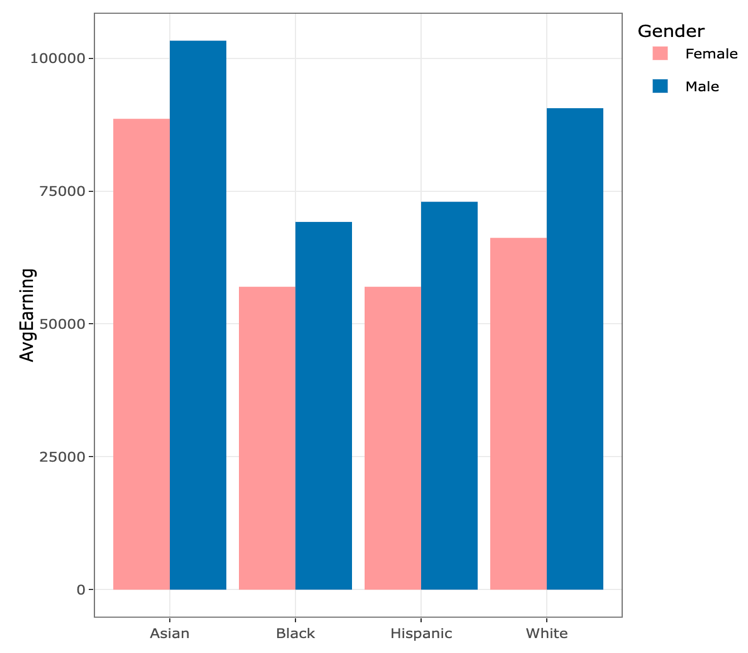 Gender
Female
Male
100000
75000
50000
25000
0
AvgEarning
Asian
Black
Hispanic
White